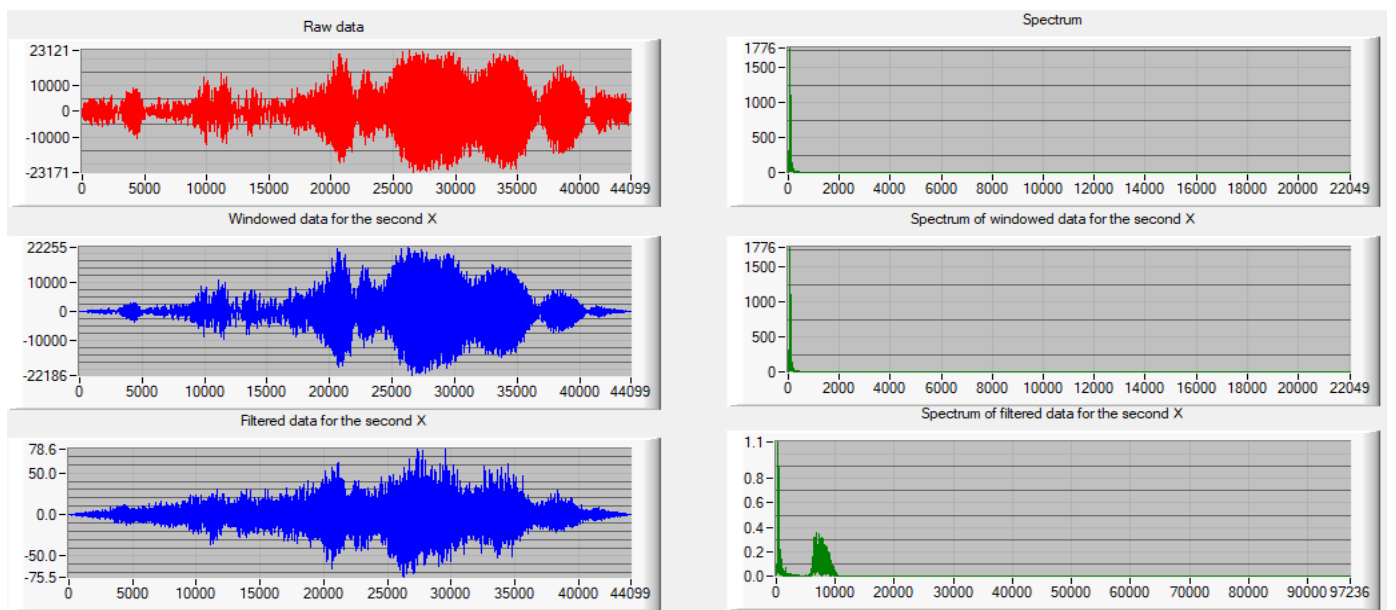 Raw data
23121
10000
0
-10000
-23171
0 5000 10000 15000 20000 25000 30000 35000 40000 44099
Spectrum
1776
1500
1000
500
0
0 2000 4000 6000 8000 10000 12000 14000 16000 18000 20000 22049
Windowed data for the second X
22255
10000
0
-10000
-22186
0 5000 10000 15000 20000 25000 30000 35000 40000 44099
Spectrum of windowed data for the second X
1776
1500
1000
500
0
0 2000 4000 6000 8000 10000 12000 14000 16000 18000 20000 22049
Filtered data for the second X
78.6
50.0
0.0
-50.0
-75.5
0 5000 10000 15000 20000 25000 30000 35000 40000 44099
Spectrum of filtered data for the second X
1.1
0.8
0.6
0.4
0.2
0.0
0 10000 20000 30000 40000 50000 60000 70000 80000 90000 97236